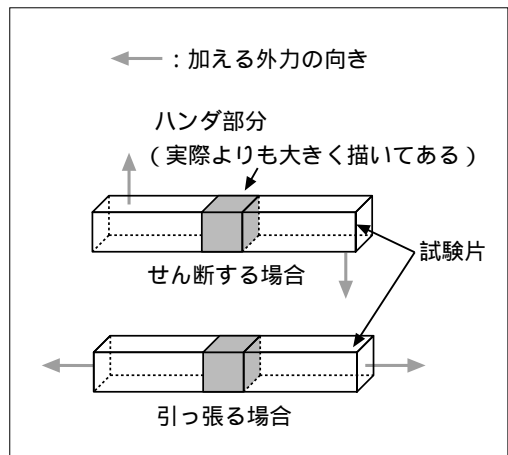 ：加える外力の向き
ハンダ部分
（実際よりも大きく描いてある）
試験片
せん断する場合
引っ張る場合